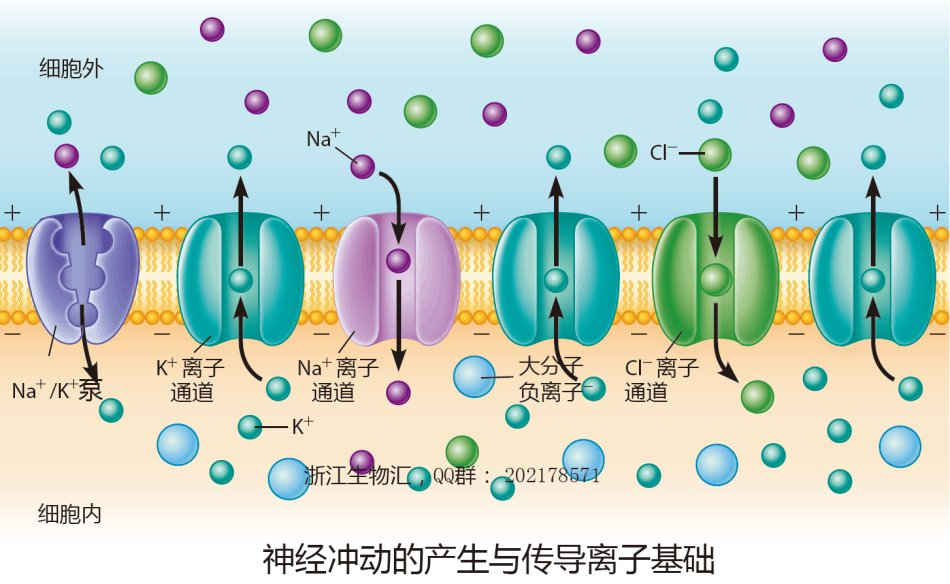 细胞外
Na⁺
Cl⁻
+ + + + + + +
− − − − − − −
Na⁺/K⁺泵
K⁺离子
通道
Na⁺离子
通道
大分子
负离子⁻
Cl⁻离子
通道
K⁺
浙江生物汇，QQ群：202178571
细胞内
神经冲动的产生与传导离子基础